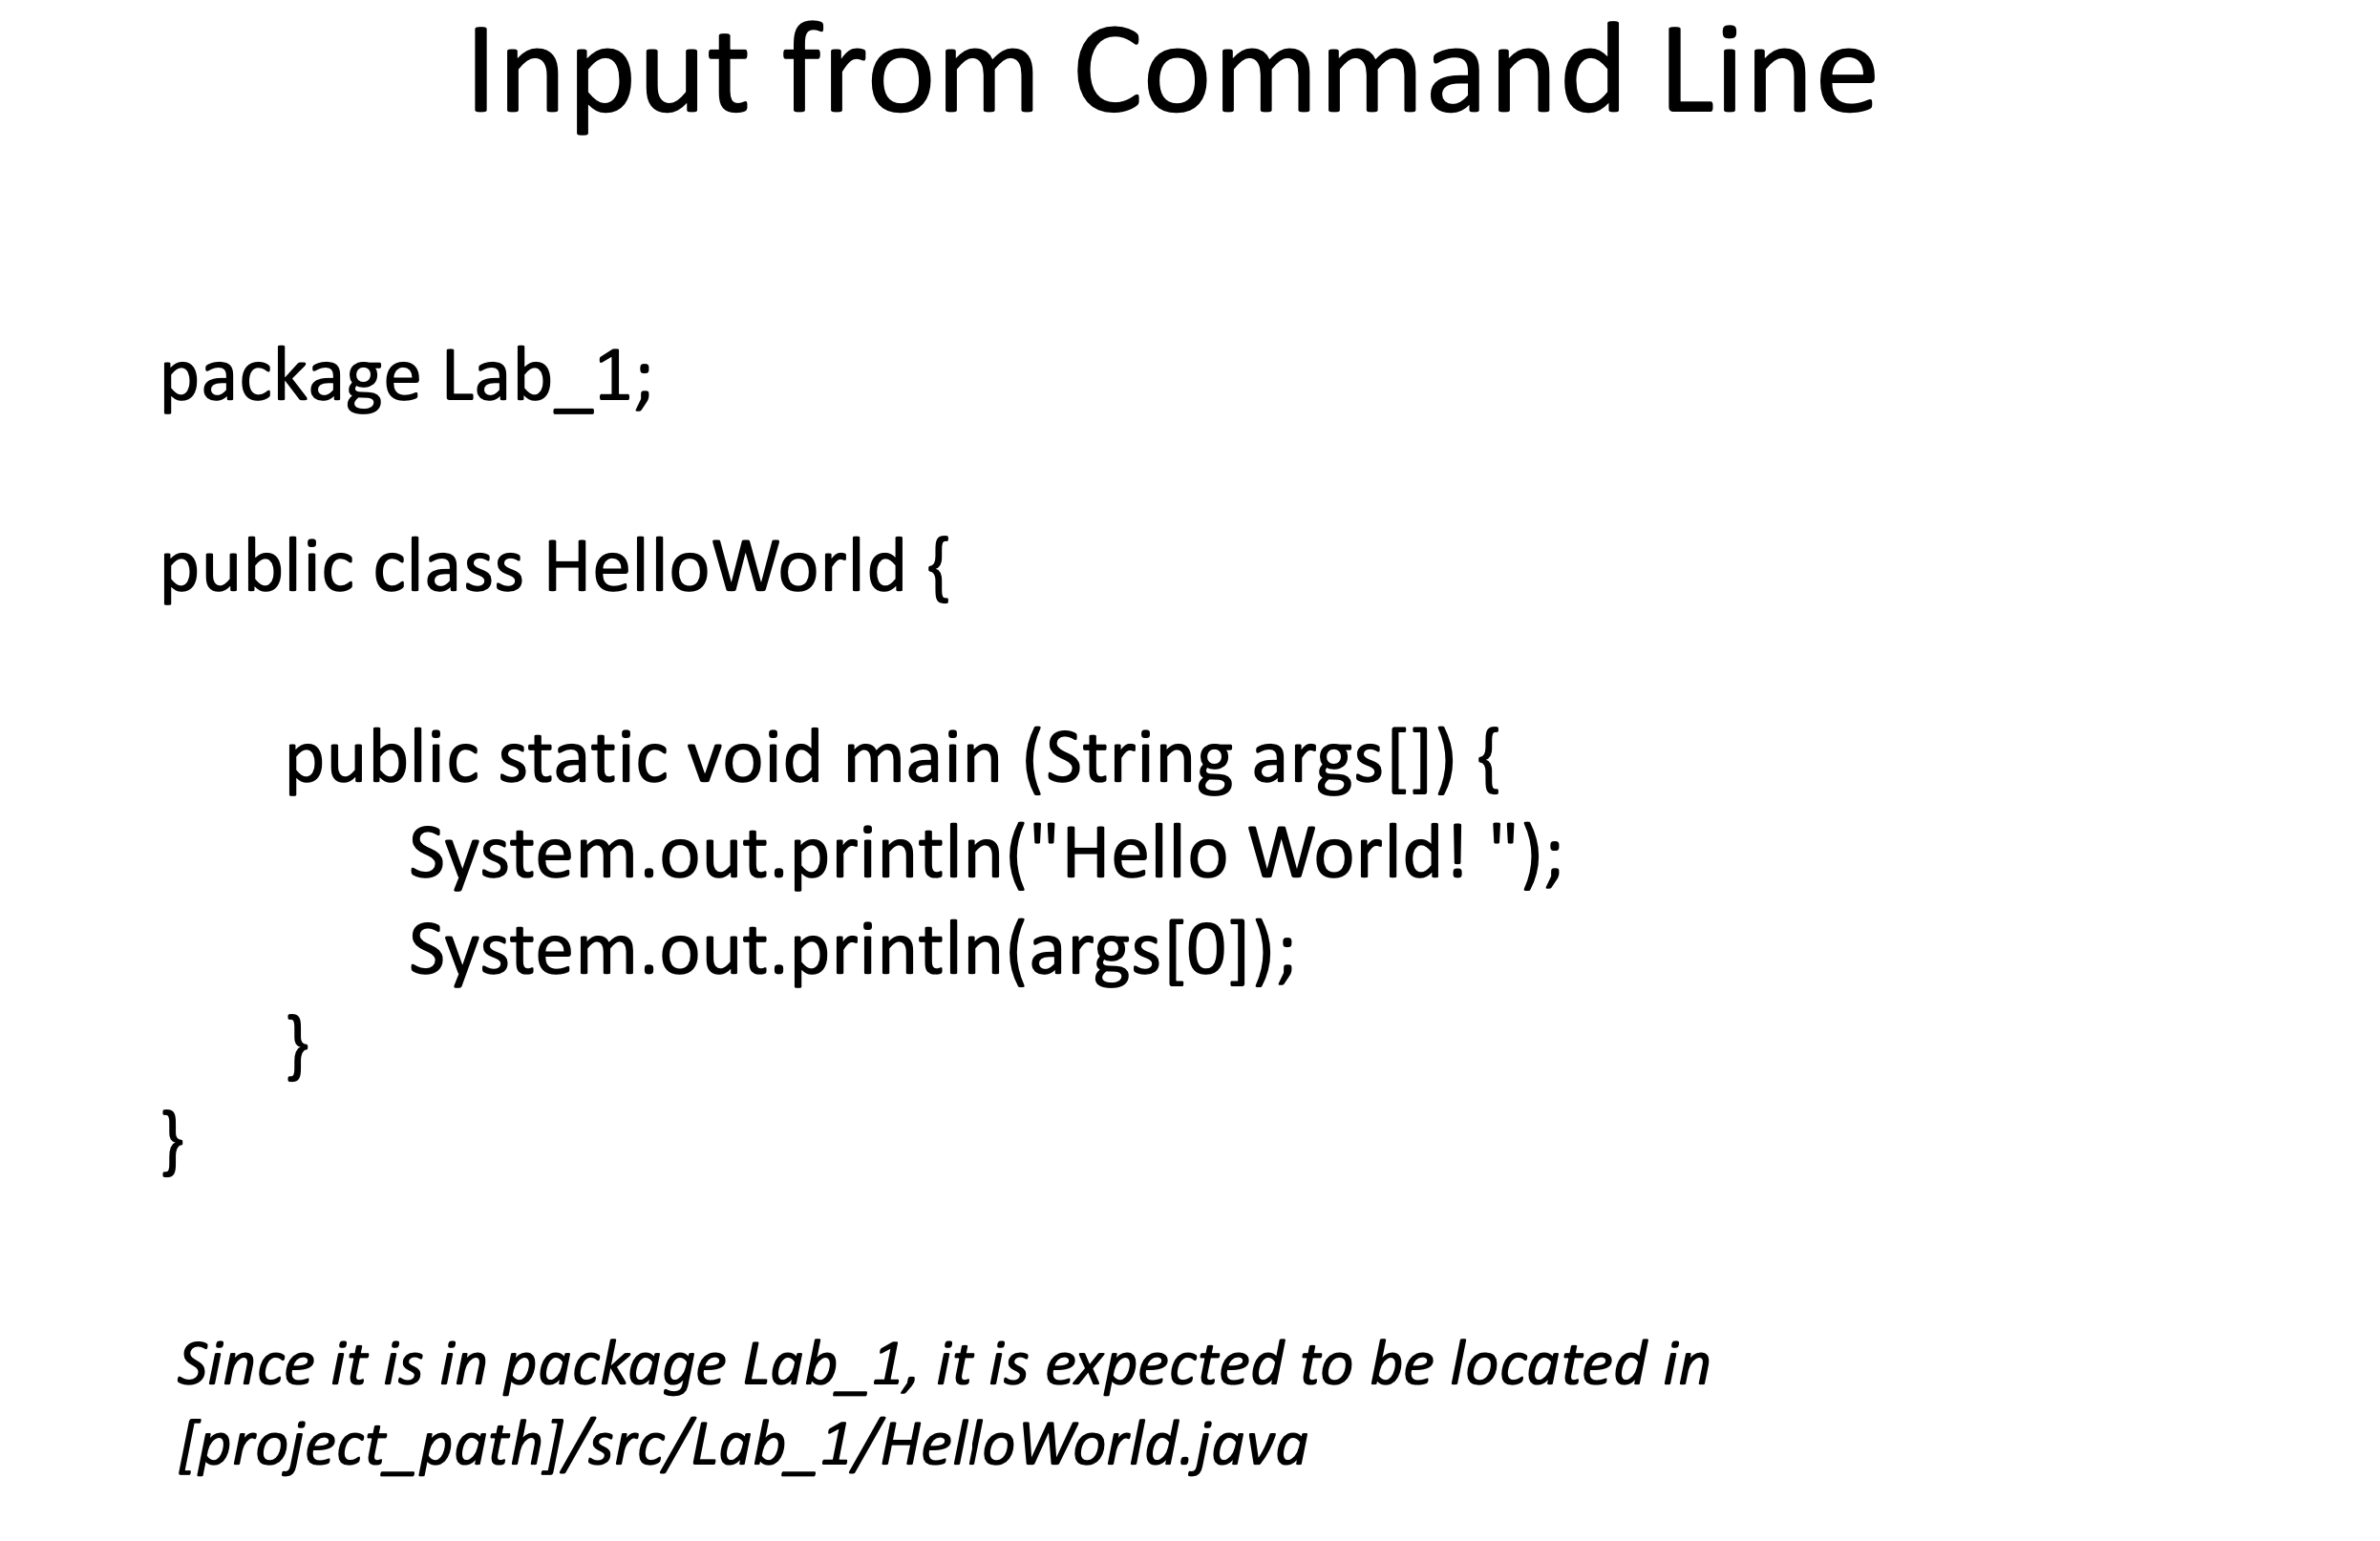 Input from Command Line
package Lab_1;
public class HelloWorld {
public static void main (String args[]) {
System.out.println("Hello World! ");
System.out.println(args[0]);
}
}
Since it is in package Lab_1, it is expected to be located in
[project_path]/src/Lab_1/HelloWorld.java